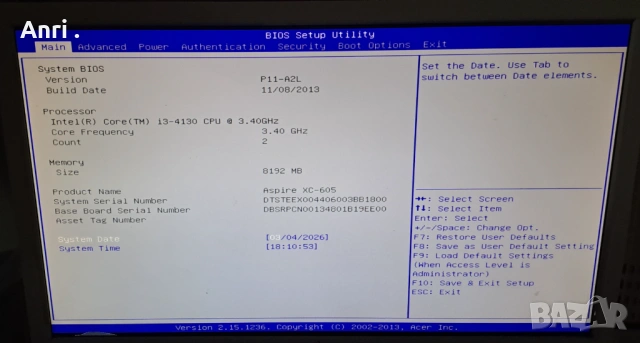 Anri .
BIOS Setup Utility
Main Advanced Power Authentication Security Boot Options Exit
System BIOS
Version P11-A2L
Build Date 11/08/2013
Processor
Intel(R) Core(TM) i3-4130 CPU @ 3.40GHz
Core Frequency 3.40 GHz
Count 2
Memory
Size 8192 MB
Product Name Aspire XC-605
System Serial Number DTSTEEX004406003BB1800
Base Board Serial Number DBSRPCN00134801B19EE00
Asset Tag Number
System Date [03/04/2026]
System Time [18:10:53]
Set the Date. Use Tab to
switch between Date elements.
→←: Select Screen
↑↓: Select Item
Enter: Select
+/-/Space: Change Opt.
F7: Restore User Defaults
F8: Save as User Default Setting
F9: Load Default Settings
(When Access Level is
Administrator)
F10: Save & Exit Setup
ESC: Exit
Version 2.15.1236. Copyright (C) 2002-2013, Acer Inc.
BAZAR